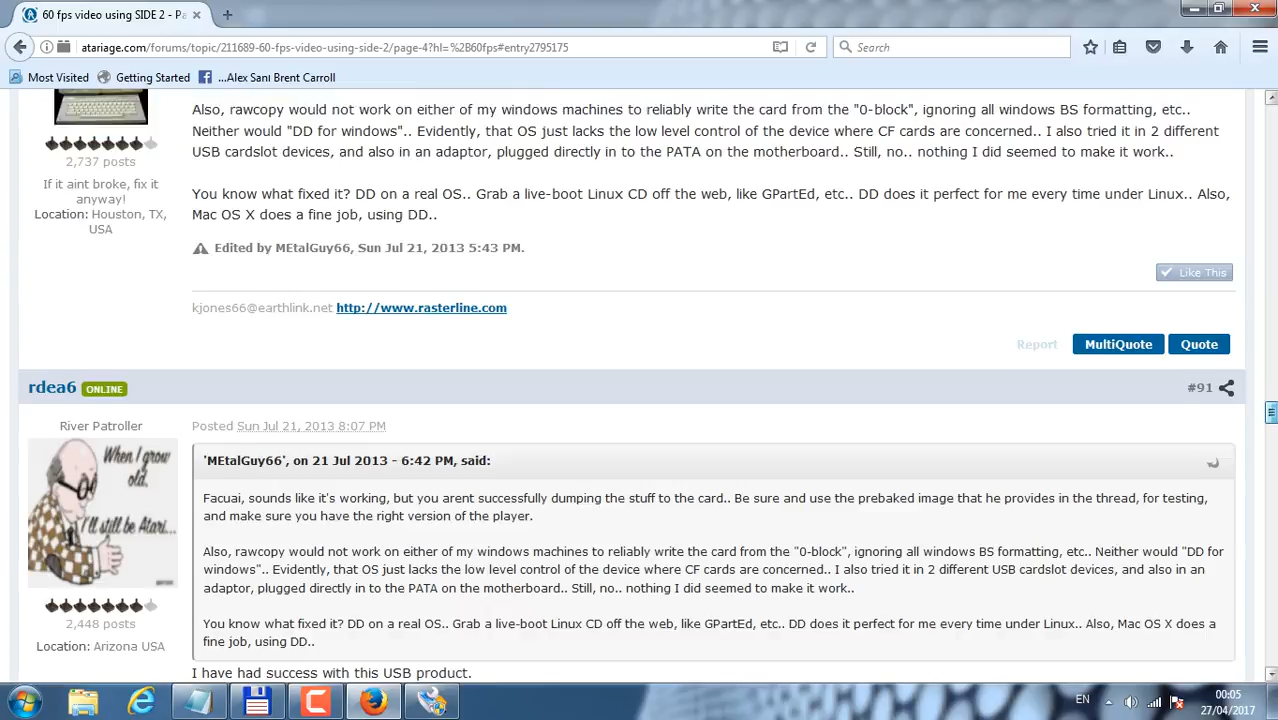 60 fps video using SIDE 2 - Pa
atariage.com/forums/topic/211689-60-fps-video-using-side-2/page-4?hl=%2B60fps#entry2795175
Search
Most Visited
Getting Started
...Alex Sani Brent Carroll
2,737 posts
If it aint broke, fix it
anyway!
Location: Houston, TX,
USA
Also, rawcopy would not work on either of my windows machines to reliably write the card from the "0-block", ignoring all windows BS formatting, etc..
Neither would "DD for windows".. Evidently, that OS just lacks the low level control of the device where CF cards are concerned.. I also tried it in 2 different
USB cardslot devices, and also in an adaptor, plugged directly in to the PATA on the motherboard.. Still, no.. nothing I did seemed to make it work..
You know what fixed it? DD on a real OS.. Grab a live-boot Linux CD off the web, like GPartEd, etc.. DD does it perfect for me every time under Linux.. Also,
Mac OS X does a fine job, using DD..
Edited by MEtalGuy66, Sun Jul 21, 2013 5:43 PM.
Like This
kjones66@earthlink.net http://www.rasterline.com
Report
MultiQuote
Quote
rdea6 ONLINE
#91
River Patroller
When I grow
old.
I'll still be Atari...
2,448 posts
Location: Arizona USA
Posted Sun Jul 21, 2013 8:07 PM
'MEtalGuy66', on 21 Jul 2013 - 6:42 PM, said:
Facuai, sounds like it's working, but you arent successfully dumping the stuff to the card.. Be sure and use the prebaked image that he provides in the thread, for testing,
and make sure you have the right version of the player.
Also, rawcopy would not work on either of my windows machines to reliably write the card from the "0-block", ignoring all windows BS formatting, etc.. Neither would "DD for
windows".. Evidently, that OS just lacks the low level control of the device where CF cards are concerned.. I also tried it in 2 different USB cardslot devices, and also in an
adaptor, plugged directly in to the PATA on the motherboard.. Still, no.. nothing I did seemed to make it work..
You know what fixed it? DD on a real OS.. Grab a live-boot Linux CD off the web, like GPartEd, etc.. DD does it perfect for me every time under Linux.. Also, Mac OS X does a
fine job, using DD..
I have had success with this USB product.
EN
00:05
27/04/2017